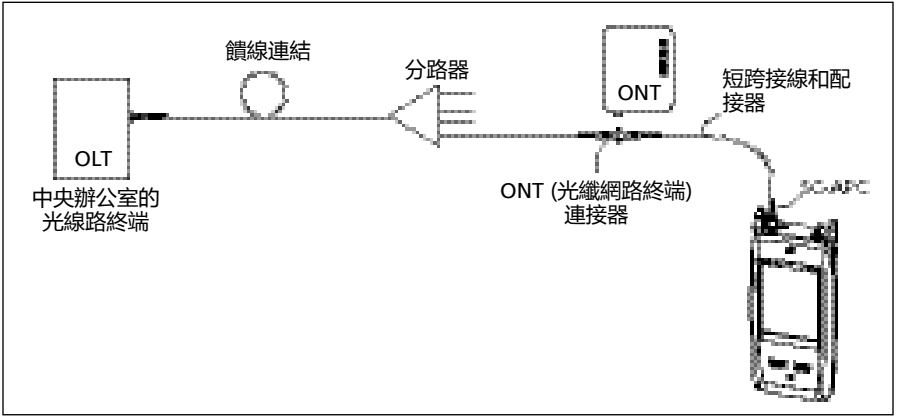 饋線連結
分路器
ONT
短跨接線和配
接器
OLT
中央辦公室的
光線路終端
ONT (光纖網路終端)
連接器
SC-APC